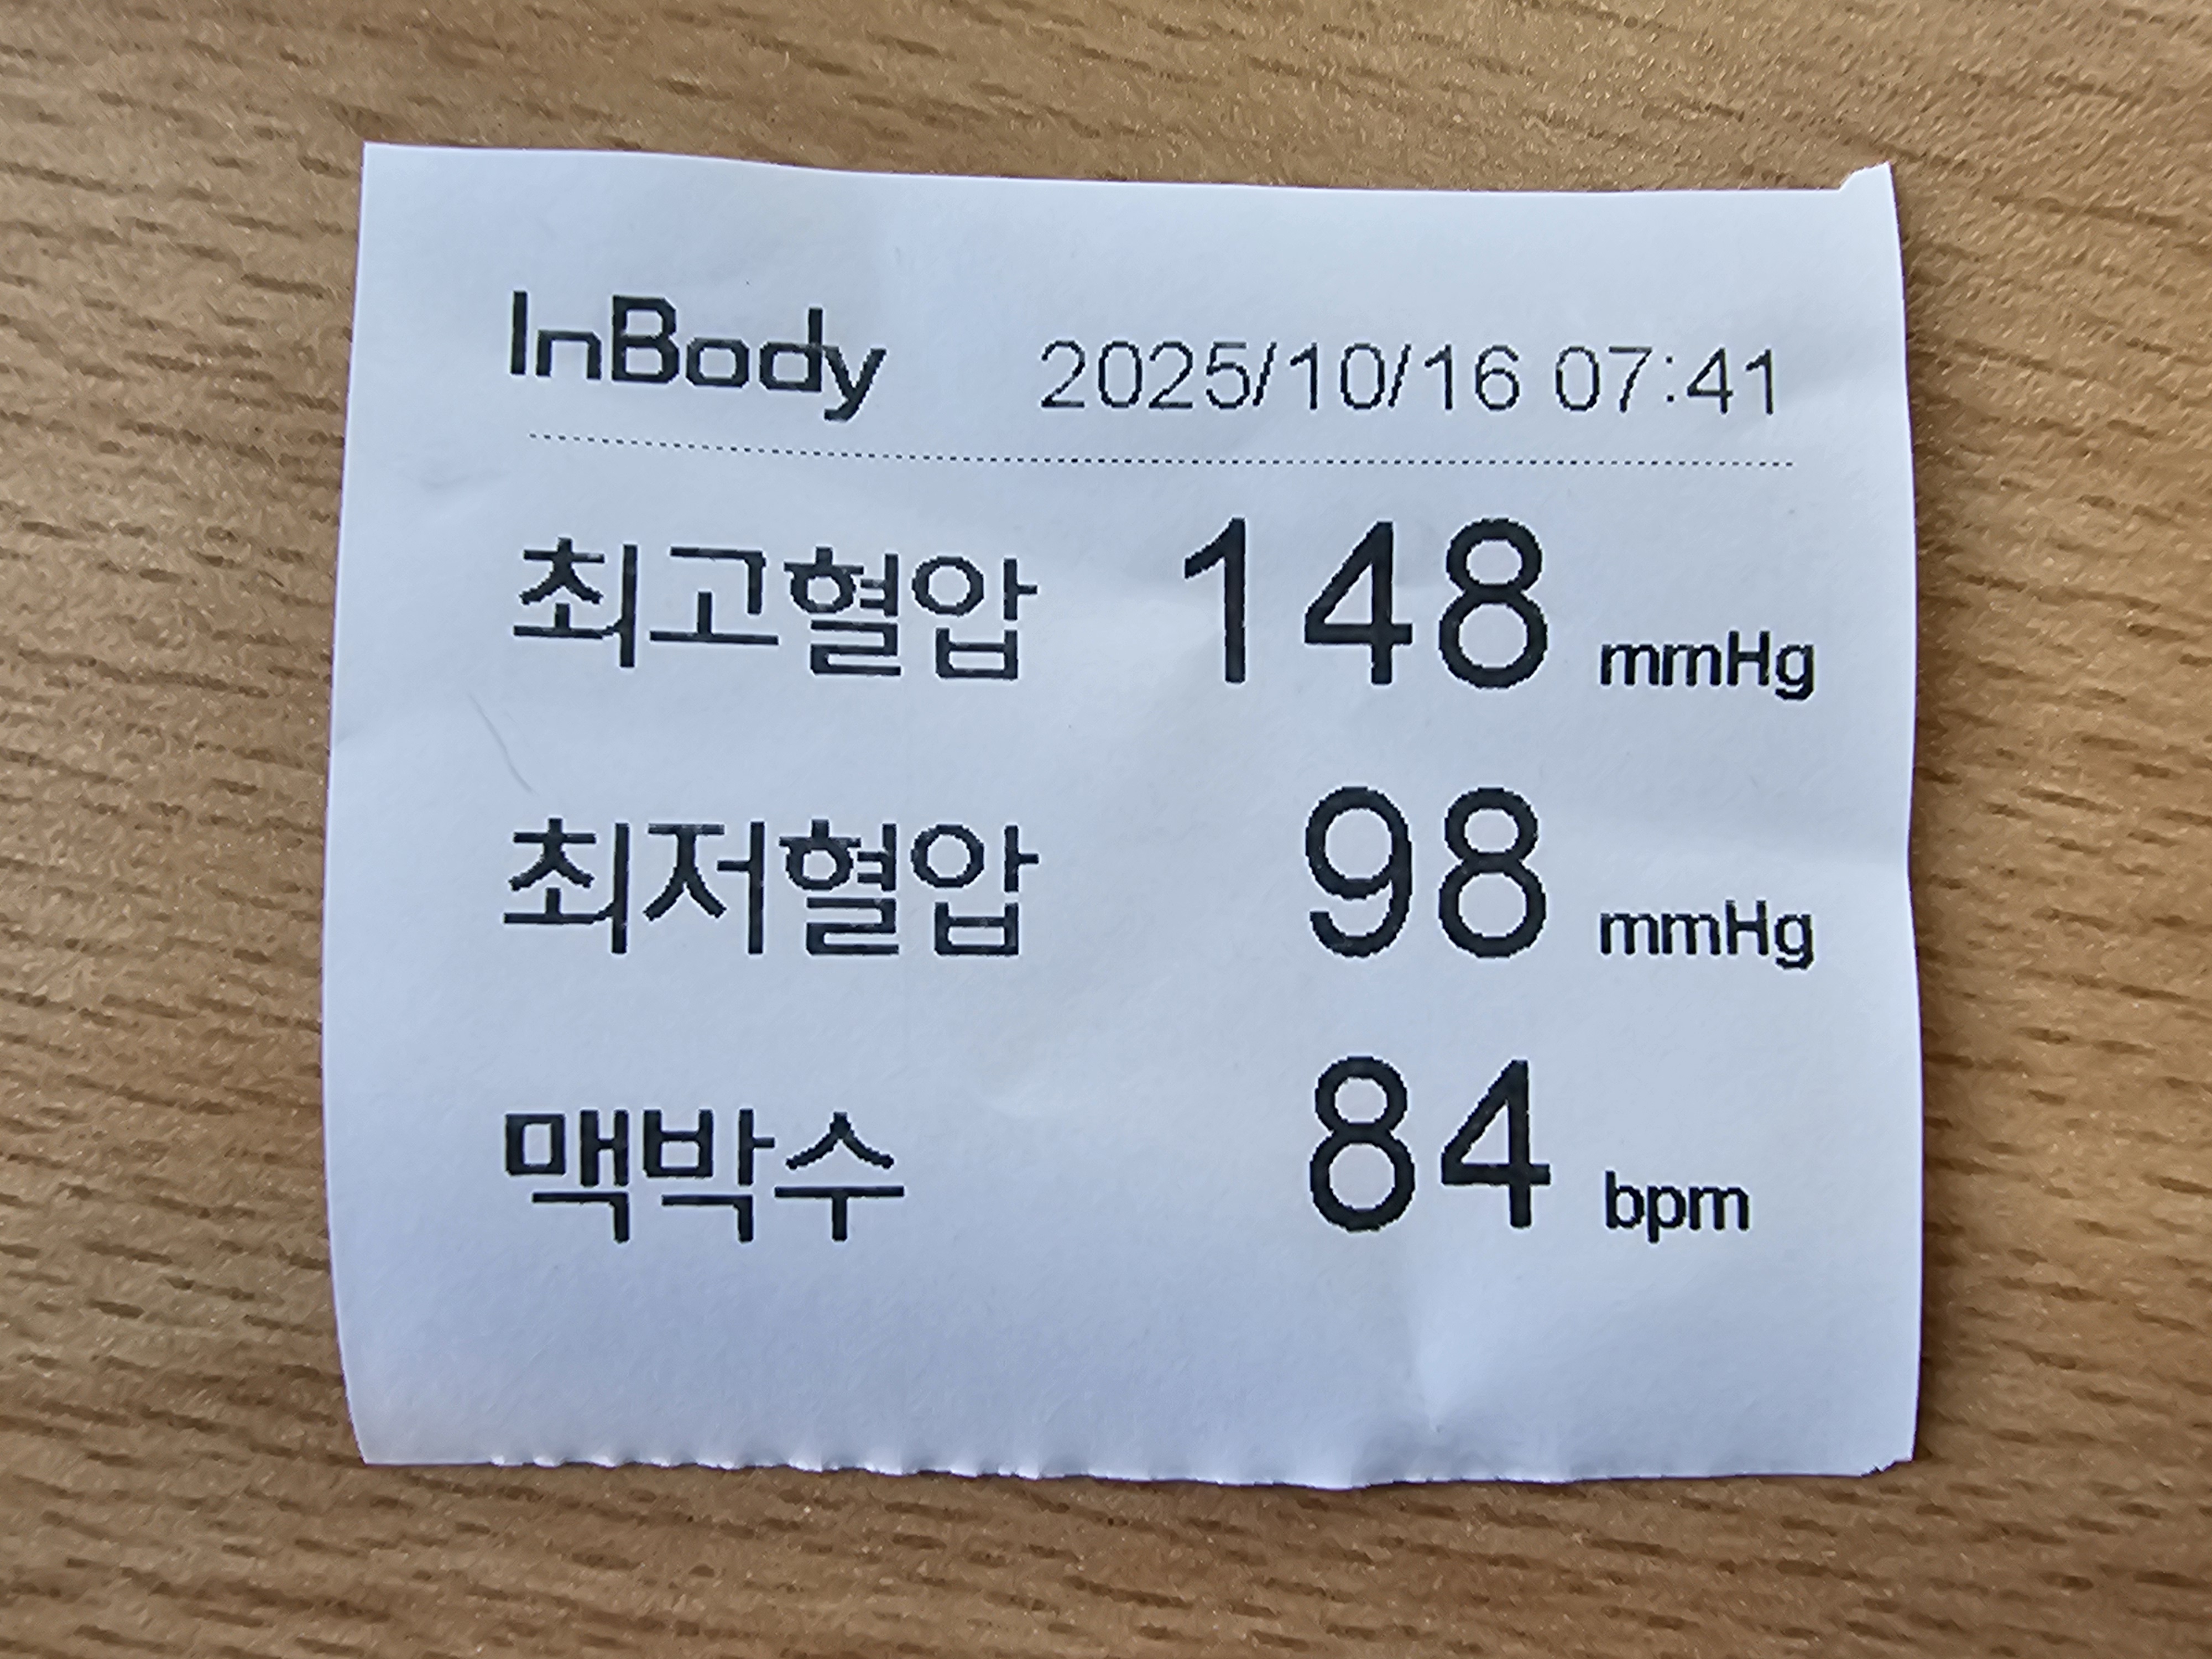 InBody 2025/10/16 07:41
최고혈압 148 mmHg
최저혈압 98 mmHg
맥박수 84 bpm